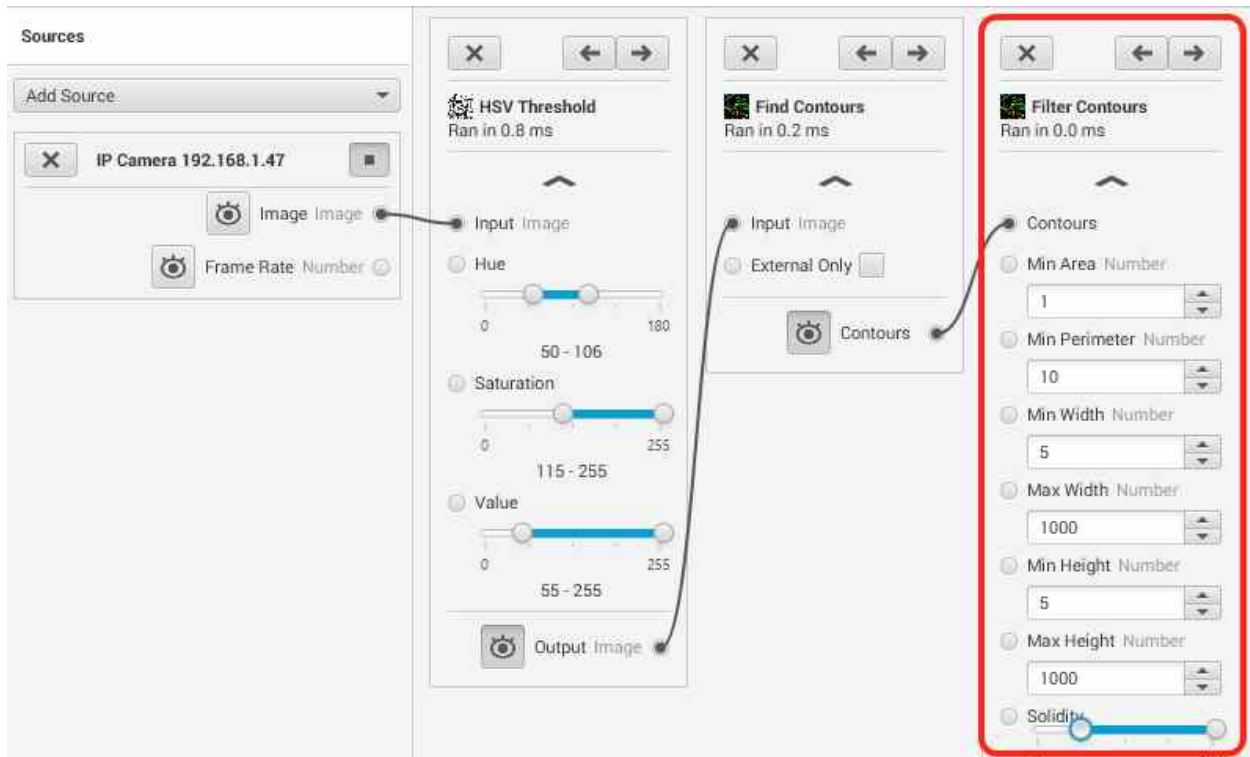 Sources
Add Source
IP Camera 192.168.1.47
Image Image
Frame Rate Number
HSV Threshold
Ran in 0.8 ms
Input Image
Hue
0 180
50 - 106
Saturation
0 255
115 - 255
Value
0 255
55 - 255
Output Image
Find Contours
Ran in 0.2 ms
Input Image
External Only
Contours
Filter Contours
Ran in 0.0 ms
Contours
Min Area Number
1
Min Perimeter Number
10
Min Width Number
5
Max Width Number
1000
Min Height Number
5
Max Height Number
1000
Solidity